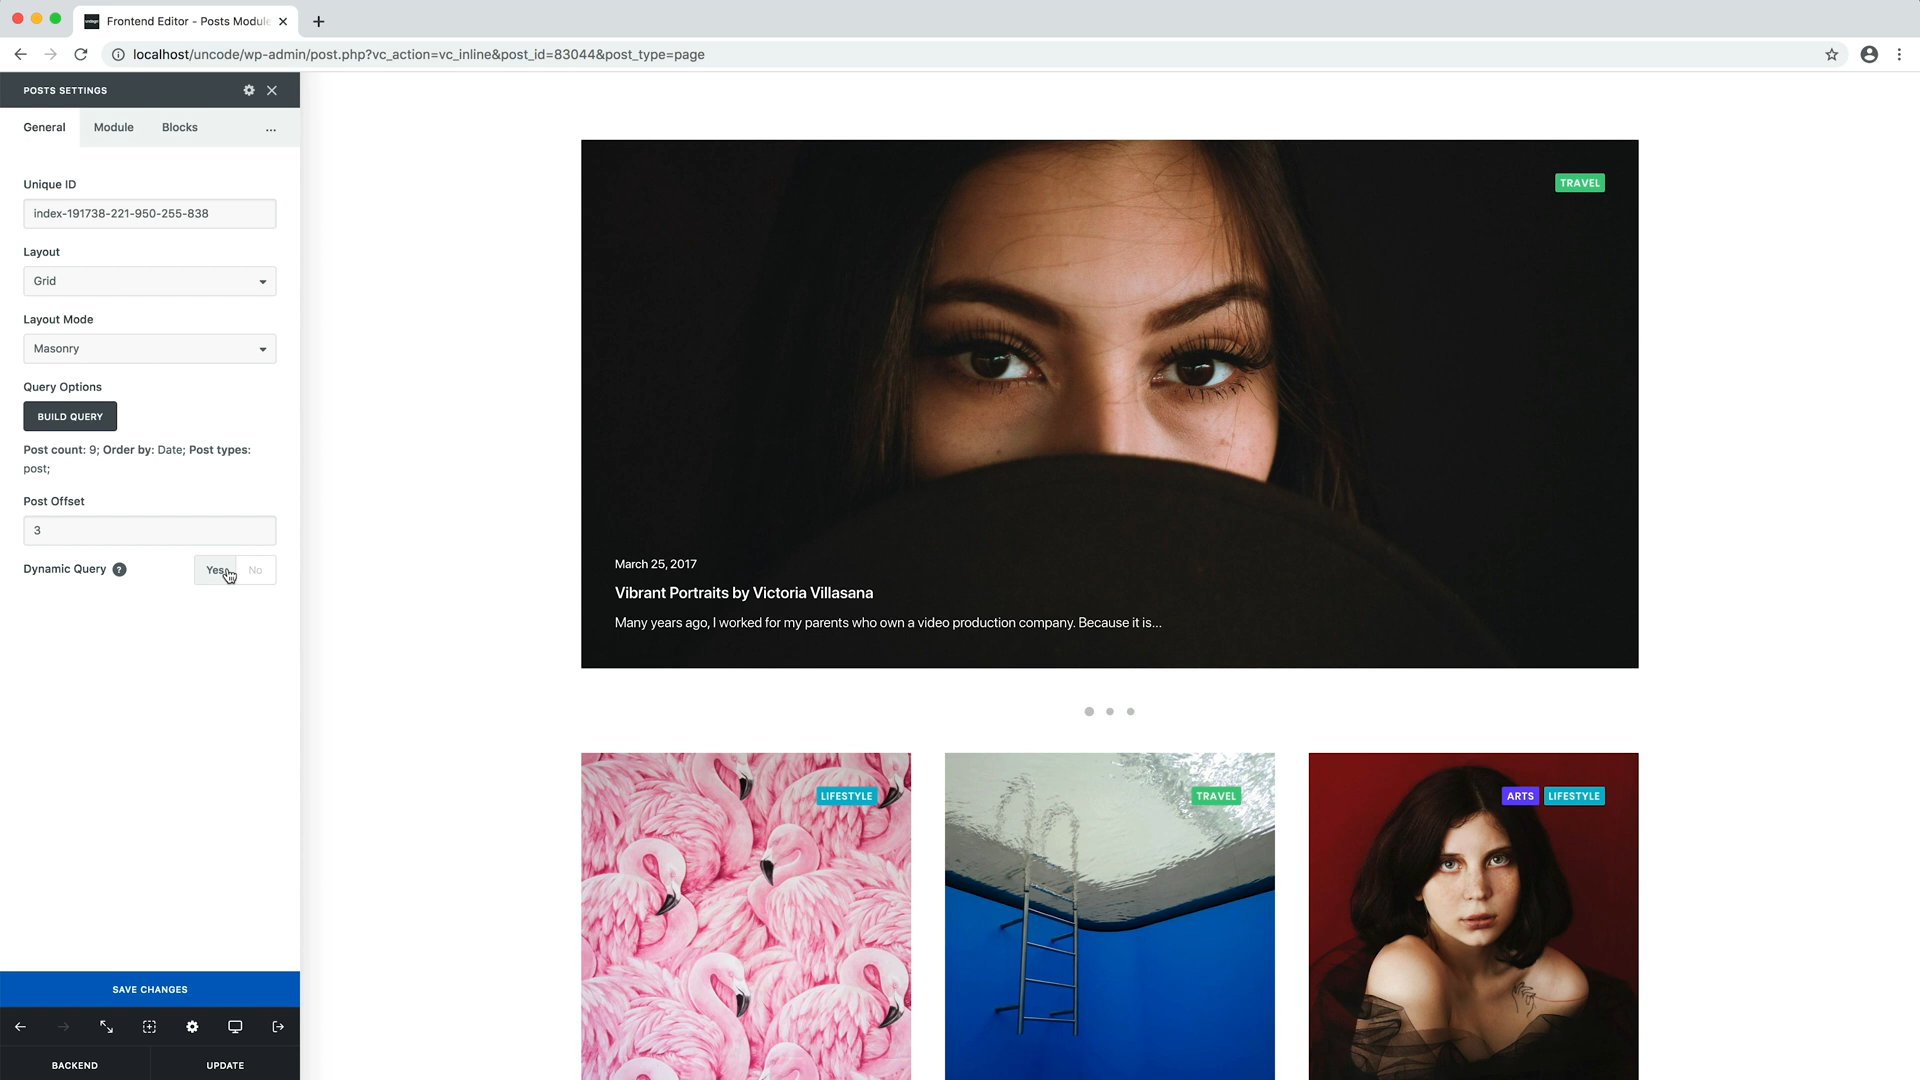 Frontend Editor - Posts Module
localhost/uncode/wp-admin/post.php?vc_action=vc_inline&post_id=83044&post_type=page
POSTS SETTINGS
General
Module
Blocks
...
Unique ID
index-191738-221-950-255-838
Layout
Grid
Layout Mode
Masonry
Query Options
BUILD QUERY
Post count: 9; Order by: Date; Post types:
post;
Post Offset
3
Dynamic Query ?
Yes
No
SAVE CHANGES
BACKEND
UPDATE
TRAVEL
March 25, 2017
Vibrant Portraits by Victoria Villasana
Many years ago, I worked for my parents who own a video production company. Because it is...
LIFESTYLE
TRAVEL
ARTS
LIFESTYLE